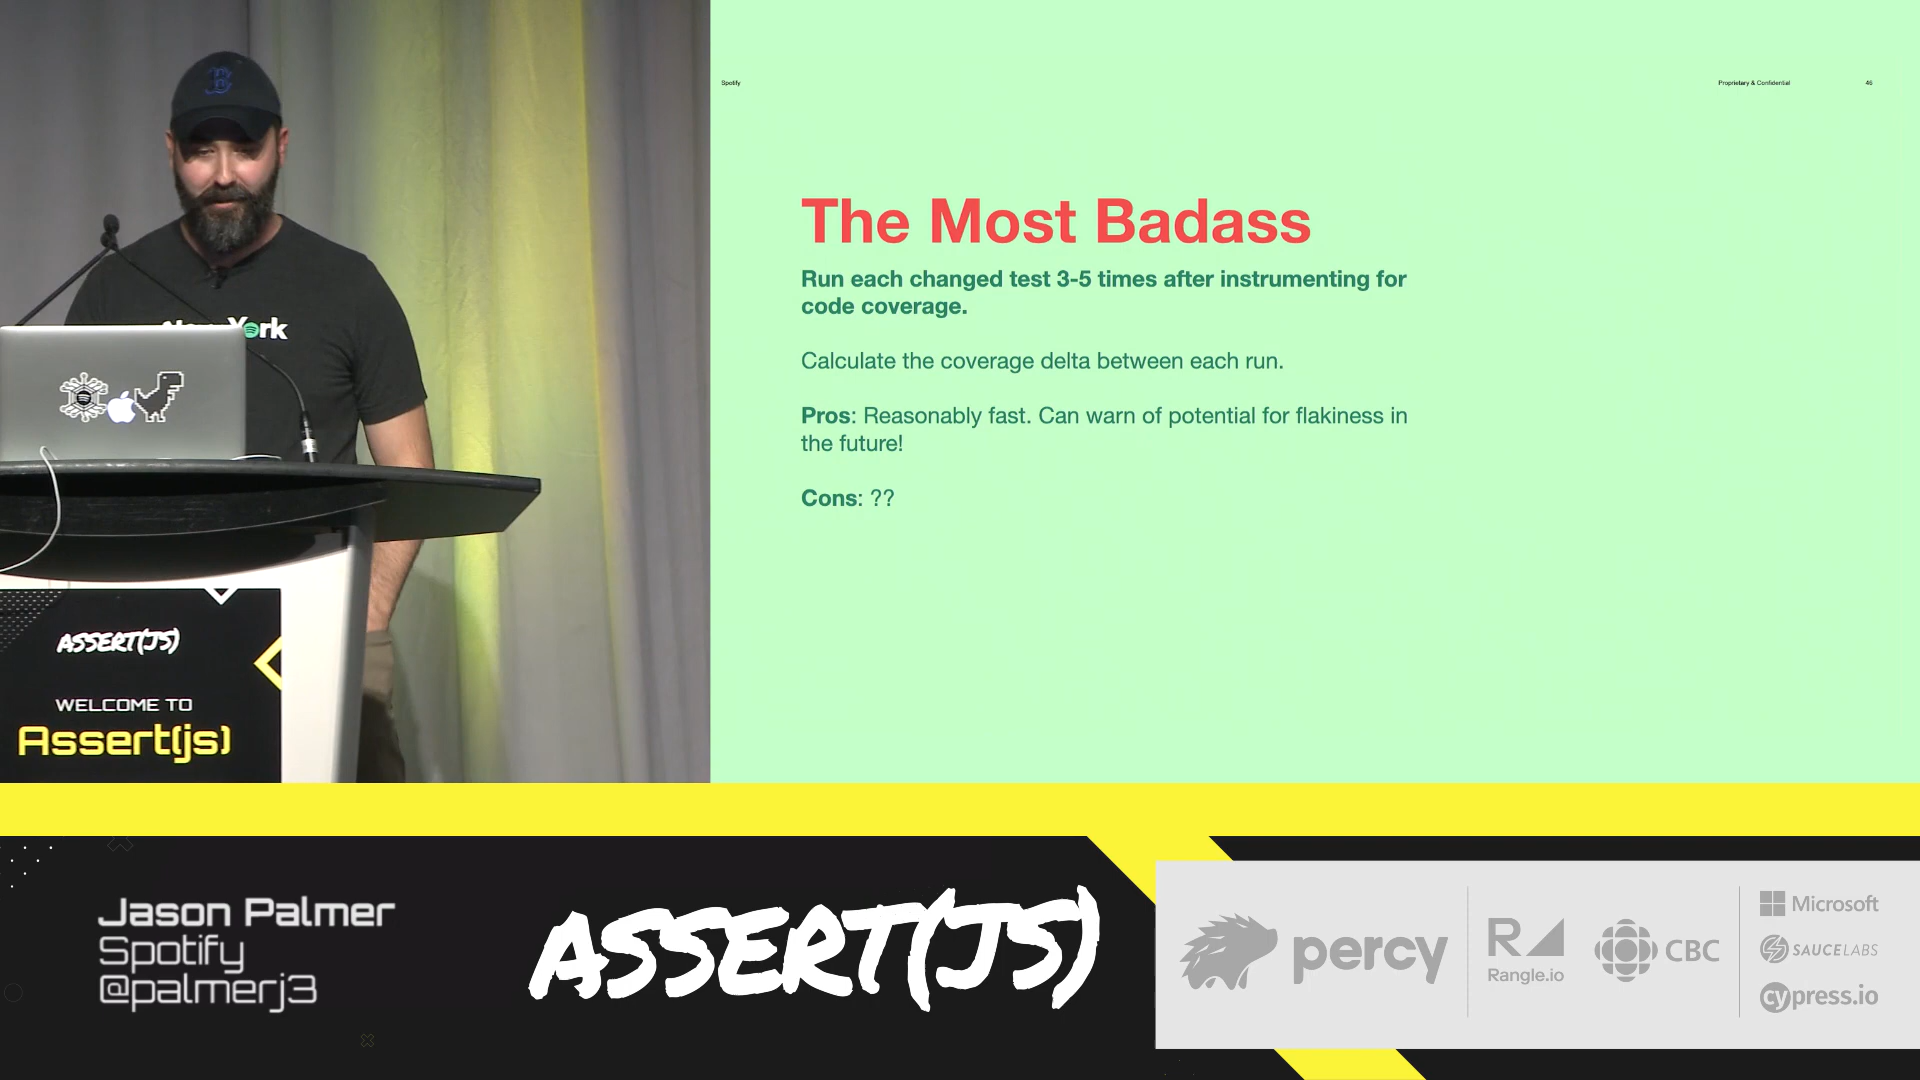 Spotify
Proprietary & Confidential
46
The Most Badass
Run each changed test 3-5 times after instrumenting for
code coverage.
Calculate the coverage delta between each run.
Pros: Reasonably fast. Can warn of potential for flakiness in
the future!
Cons: ??
B
New York
ASSERT(JS)
WELCOME TO
Assert(js)
Jason Palmer
Spotify
@palmerj3
ASSERT(JS)
percy
R
Rangle.io
CBC
Microsoft
SAUCELABS
cypress.io